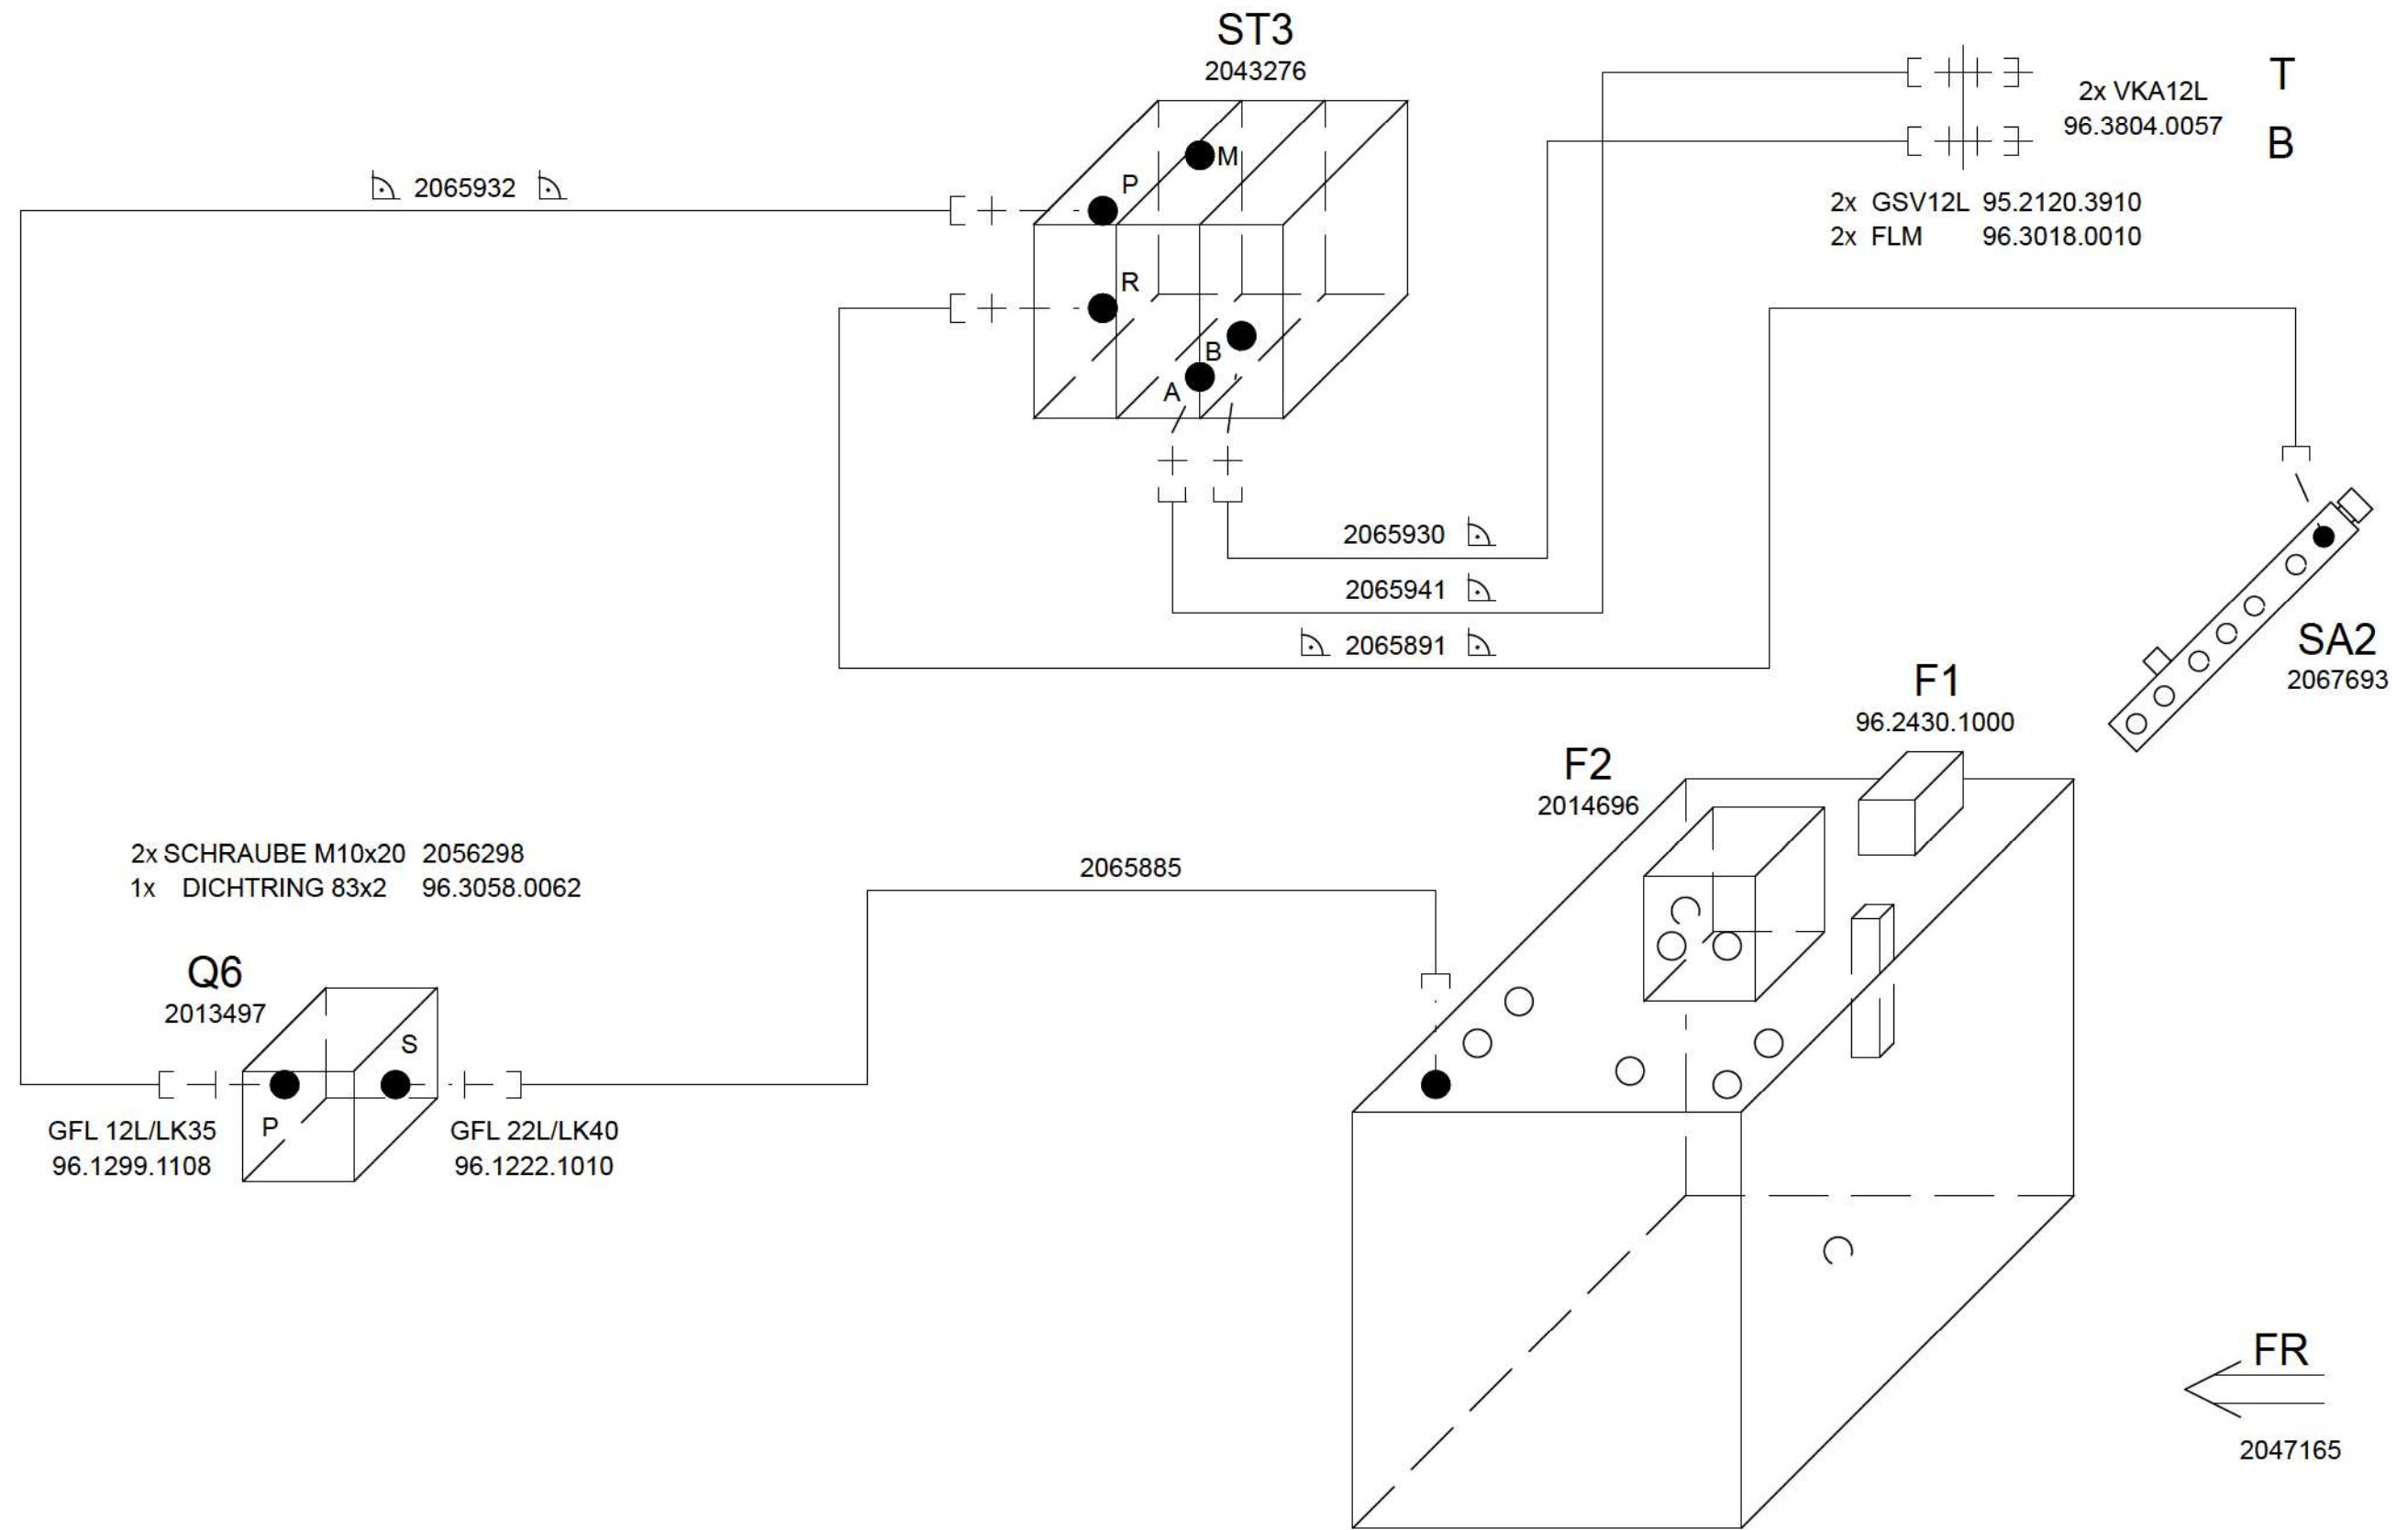 ST3
2043276
T
2x VKA12L
96.3804.0057
B
M
P
2065932
2x GSV12L 95.2120.3910
2x FLM 96.3018.0010
R
B
A
2065930
2065941
2065891
SA2
2067693
F1
96.2430.1000
F2
2014696
2x SCHRAUBE M10x20 2056298
1x DICHTRING 83x2 96.3058.0062
2065885
Q6
2013497
S
P
GFL 12L/LK35
96.1299.1108
GFL 22L/LK40
96.1222.1010
FR
2047165